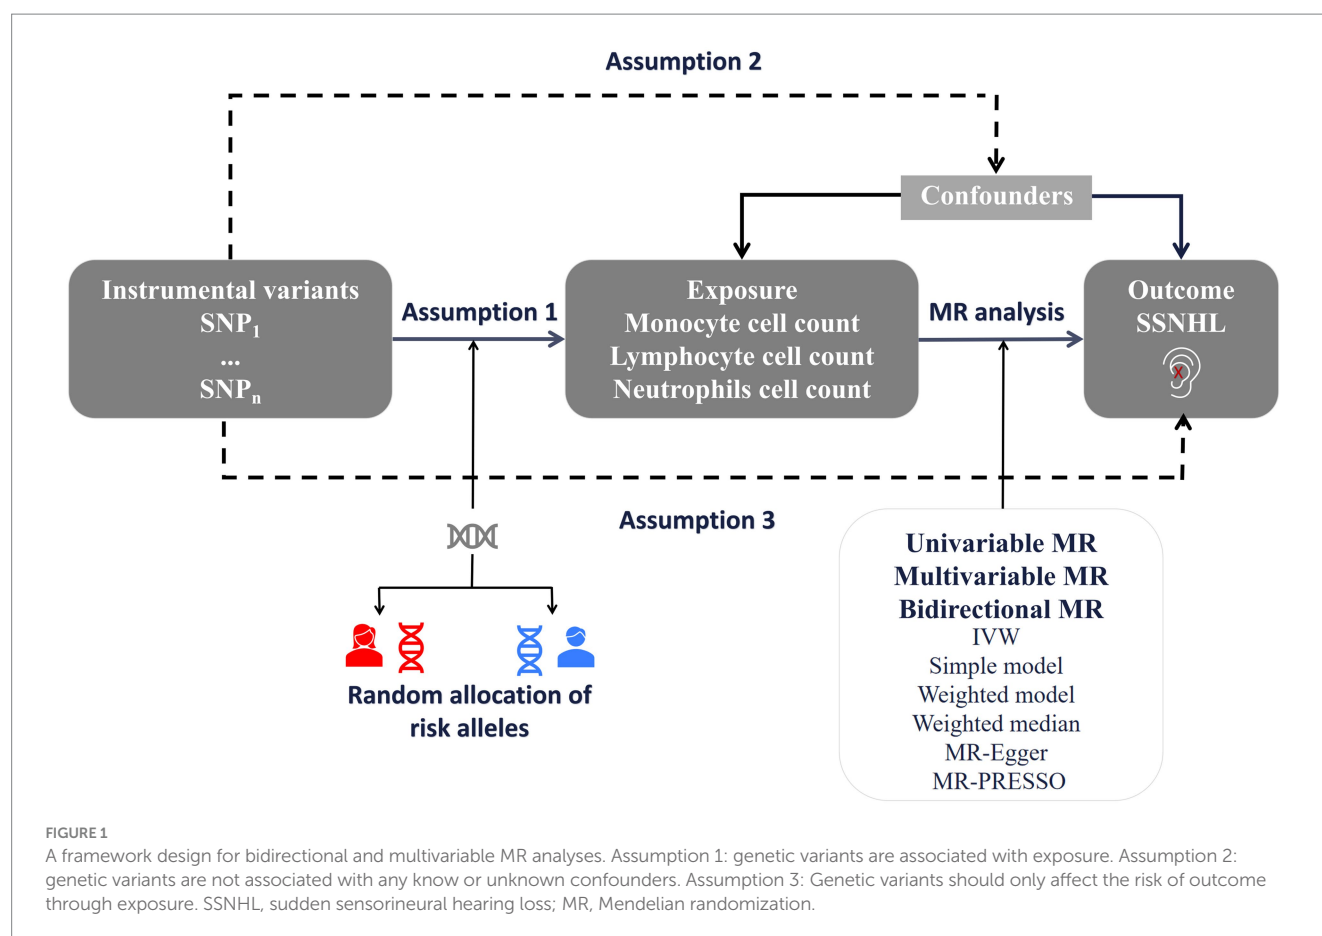 Assumption 2
Confounders
Instrumental variants
SNP1
...
SNPn
Assumption 1
Exposure
Monocyte cell count
Lymphocyte cell count
Neutrophils cell count
MR analysis
Outcome
SSNHL
X
Assumption 3
Random allocation of
risk alleles
Univariable MR
Multivariable MR
Bidirectional MR
IVW
Simple model
Weighted model
Weighted median
MR-Egger
MR-PRESSO
FIGURE 1
A framework design for bidirectional and multivariable MR analyses. Assumption 1: genetic variants are associated with exposure. Assumption 2:
genetic variants are not associated with any know or unknown confounders. Assumption 3: Genetic variants should only affect the risk of outcome
through exposure. SSNHL, sudden sensorineural hearing loss; MR, Mendelian randomization.